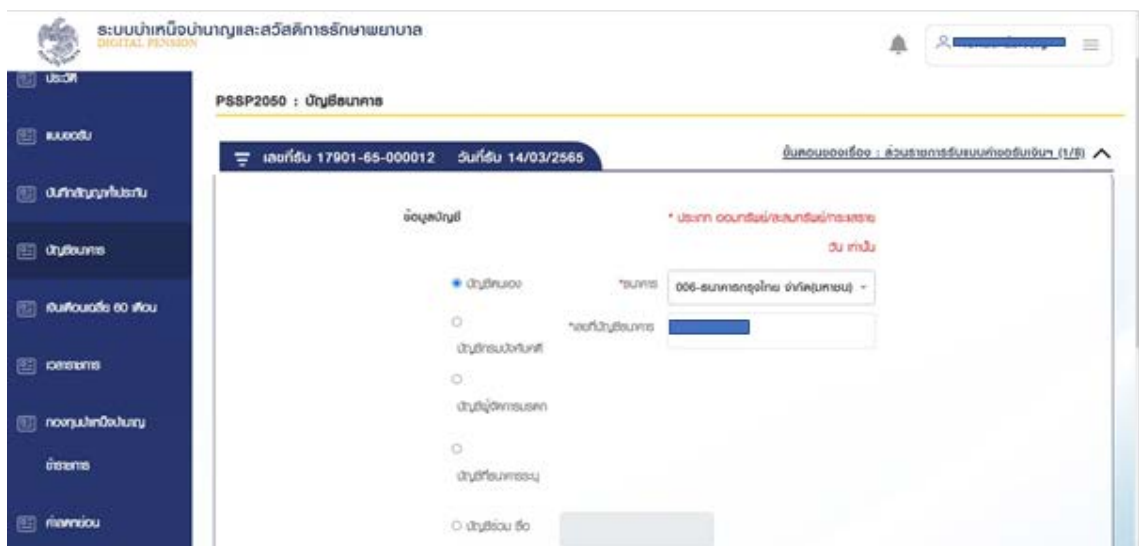 ระบบบำเหน็จบำนาญและสวัสดิการรักษาพยาบาล
DIGITAL PENSION
ประวัติ
PSSP2050 : บัญชีธนาคาร
แบบขอรับ
เลขที่รับ 17901-65-000012 วันที่รับ 14/03/2565
ขั้นตอนของเรื่อง : ส่วนรายการรับแบบคำขอรับเงินฯ (1/8)
บันทึกสัญญาค้ำประกัน
ข้อมูลบัญชี
* ประเภท ออมทรัพย์/สะสมทรัพย์/กระแสราย
วัน เท่านั้น
บัญชีธนาคาร
บัญชีตนเอง
*ธนาคาร
006-ธนาคารกรุงไทย จำกัด(มหาชน)
เงินเดือนเฉลี่ย 60 เดือน
*เลขที่บัญชีธนาคาร
บัญชีกรมบังคับคดี
เวลาราชการ
บัญชีผู้จัดการมรดก
กองทุนบำเหน็จบำนาญ
ข้าราชการ
บัญชีที่ธนาคารระบุ
บัญชีร่วม ชื่อ